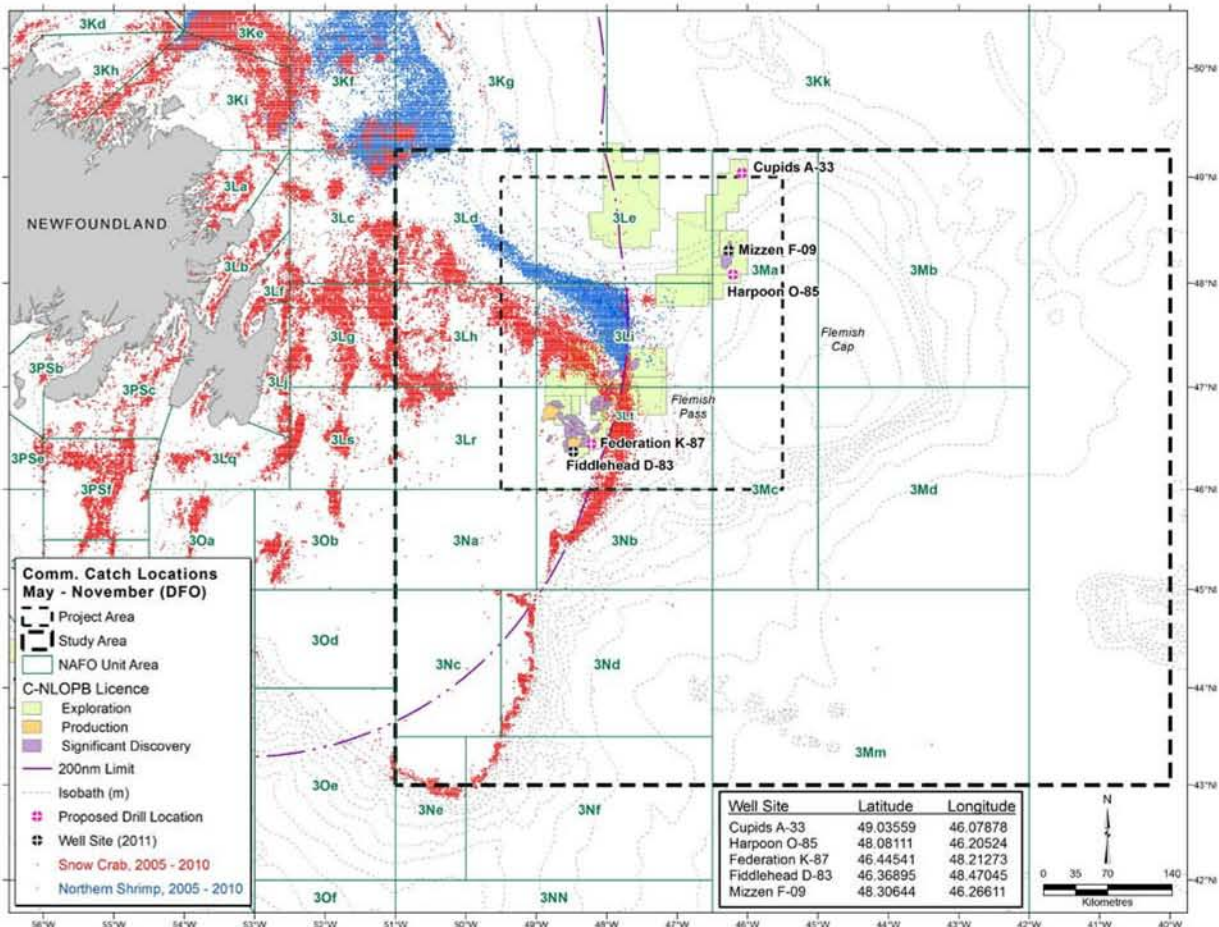 3Kd
3Ke
3Kh
3Kf
3Kg
3Kk
50°N
3Ki
Cupids A-33
49°N
3La
NEWFOUNDLAND
3Lc
3Ld
3Le
Mizzen F-09
3Lb
3Ma
3Mb
3Lf
Harpoon O-85
48°N
3Lg
3Lh
3Li
Flemish
Cap
3PSb
3PSc
3Lj
47°N
Flemish
Pass
3Lt
3Ls
3Lr
Federation K-87
3PSe
3Lq
Fiddlehead D-83
3PSf
46°N
3Mc
3Md
3Oa
3Ob
3Na
3Nb
45°N
3Od
3Nc
3Nd
44°N
3Mm
43°N
3Oe
3Ne
3Nf
42°N
3Of
3NN
Comm. Catch Locations
May - November (DFO)
Project Area
Study Area
NAFO Unit Area
C-NLOPB Licence
Exploration
Production
Significant Discovery
200nm Limit
Isobath (m)
Proposed Drill Location
Well Site (2011)
Snow Crab, 2005 - 2010
Northern Shrimp, 2005 - 2010
Well Site Latitude Longitude
Cupids A-33 49.03559 46.07878
Harpoon O-85 48.08111 46.20524
Federation K-87 46.44541 48.21273
Fiddlehead D-83 46.36895 48.47045
Mizzen F-09 48.30644 46.26611
N
0 35 70 140
Kilometres
56°W 55°W 54°W 53°W 52°W 51°W 50°W 49°W 48°W 47°W 46°W 45°W 44°W 43°W 42°W 41°W 40°W